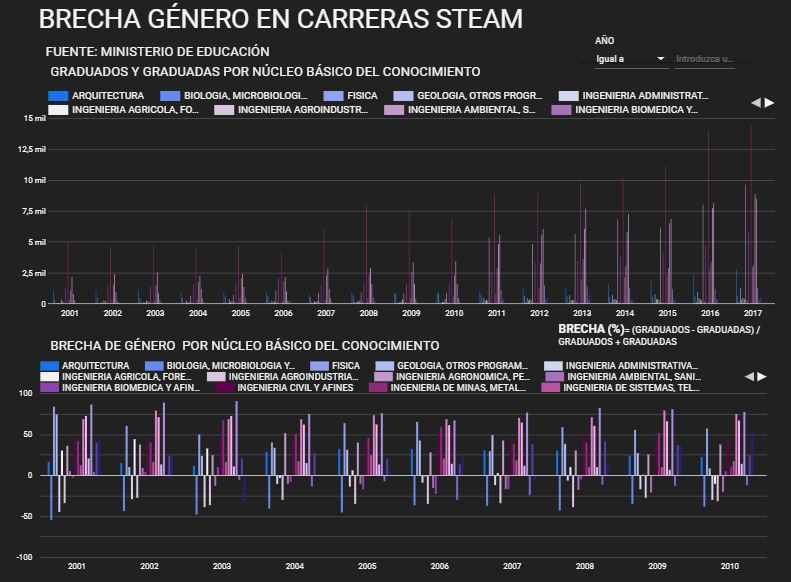 BRECHA GÉNERO EN CARRERAS STEAM
FUENTE: MINISTERIO DE EDUCACIÓN
AÑO
Igual a Introduzca u...
GRADUADOS Y GRADUADAS POR NÚCLEO BÁSICO DEL CONOCIMIENTO
ARQUITECTURA BIOLOGIA, MICROBIOLOGI... FISICA GEOLOGIA, OTROS PROGR... INGENIERIA ADMINISTRAT...
INGENIERIA AGRICOLA, FO... INGENIERIA AGROINDUSTR... INGENIERIA AMBIENTAL, S... INGENIERIA BIOMEDICA Y...
15 mil
12,5 mil
10 mil
7,5 mil
5 mil
2,5 mil
0
2001 2002 2003 2004 2005 2006 2007 2008 2009 2010 2011 2012 2013 2014 2015 2016 2017
BRECHA (%)= (GRADUADOS - GRADUADAS) /
GRADUADOS + GRADUADAS
BRECHA DE GÉNERO POR NÚCLEO BÁSICO DEL CONOCIMIENTO
ARQUITECTURA BIOLOGIA, MICROBIOLOGIA Y... FISICA GEOLOGIA, OTROS PROGRAM... INGENIERIA ADMINISTRATIVA...
INGENIERIA AGRICOLA, FORE... INGENIERIA AGROINDUSTRIA... INGENIERIA AGRONOMICA, PE... INGENIERIA AMBIENTAL, SANI...
INGENIERIA BIOMEDICA Y AFIN... INGENIERIA CIVIL Y AFINES INGENIERIA DE MINAS, METAL... INGENIERIA DE SISTEMAS, TEL...
100
50
0
-50
-100
2001 2002 2003 2004 2005 2006 2007 2008 2009 2010